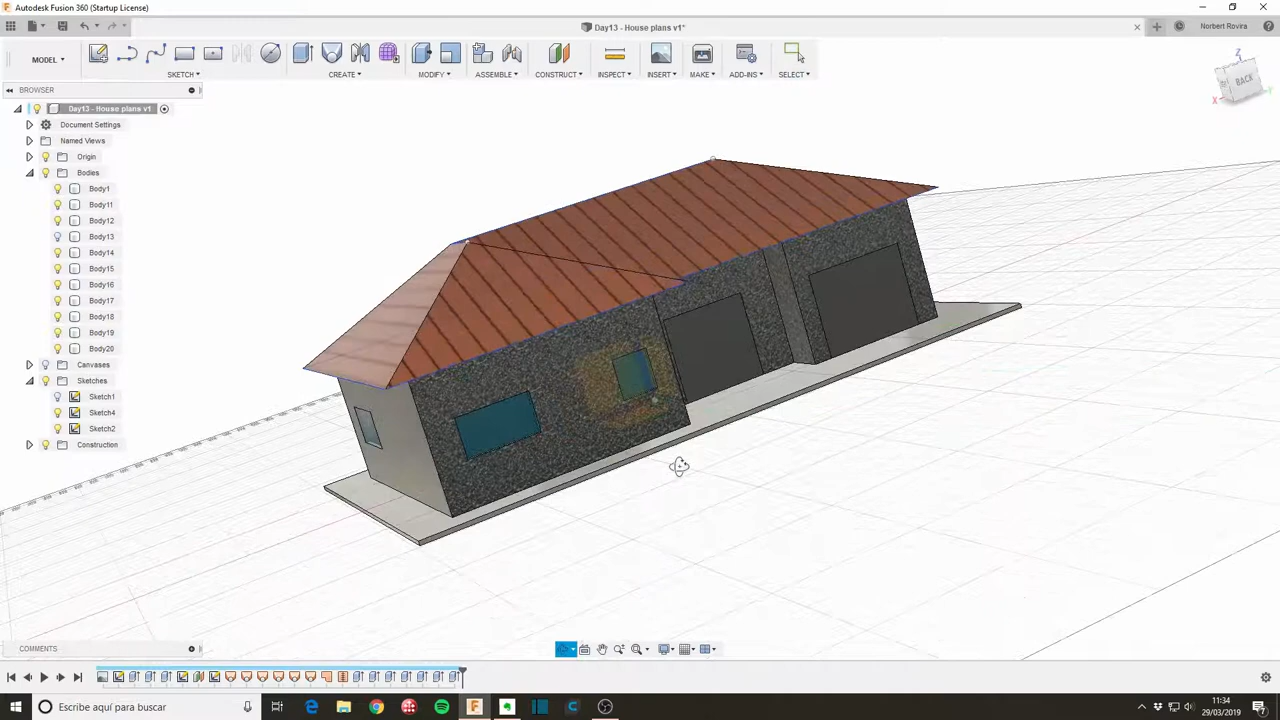 Autodesk Fusion 360 (Startup License)
Day13 - House plans v1*
Norbert Rovira
MODEL
SKETCH
CREATE
MODIFY
ASSEMBLE
CONSTRUCT
INSPECT
INSERT
MAKE
ADD-INS
SELECT
BROWSER
Z
BACK
X
Y
Day13 - House plans v1
Document Settings
Named Views
Origin
Bodies
Body1
Body11
Body12
Body13
Body14
Body15
Body16
Body17
Body18
Body19
Body20
Canvases
Sketches
Sketch1
Sketch4
Sketch2
Construction
COMMENTS
Escribe aquí para buscar
11:34
29/03/2019
7